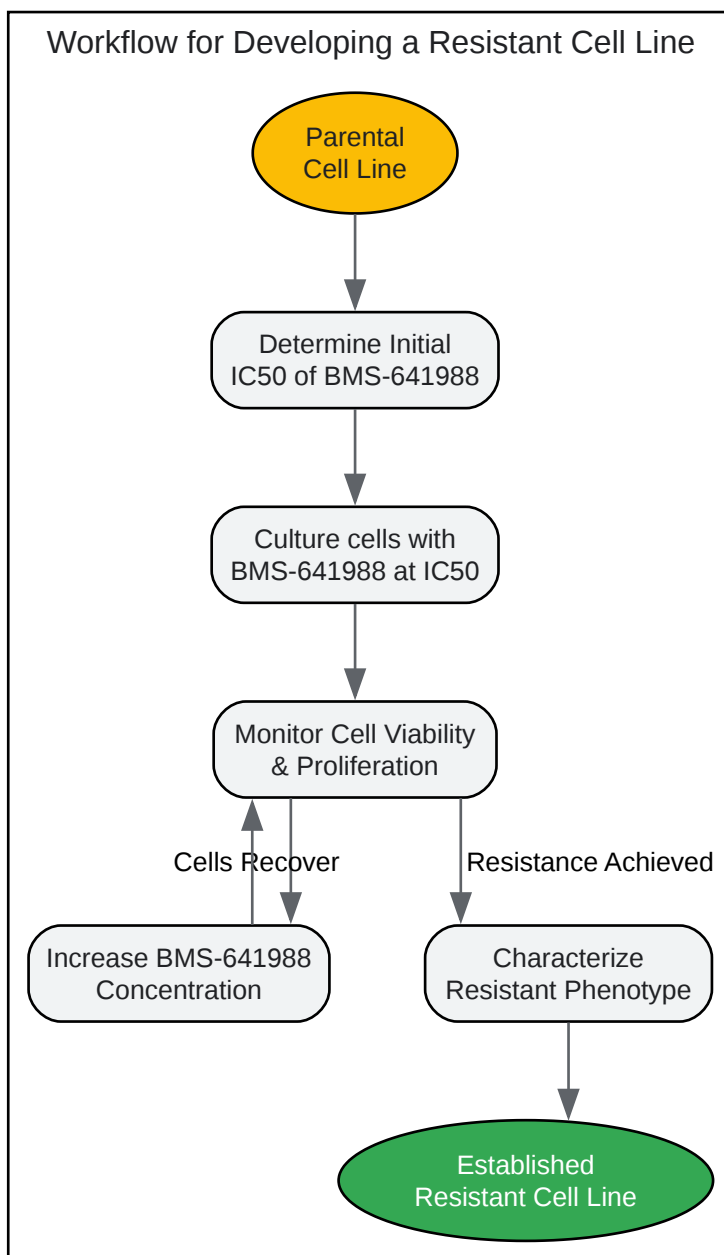 Workflow for Developing a Resistant Cell Line
Parental
Cell Line
Determine Initial
IC50 of BMS-641988
Culture cells with
BMS-641988 at IC50
Monitor Cell Viability
& Proliferation
Cells Recover
Resistance Achieved
Increase BMS-641988
Concentration
Characterize
Resistant Phenotype
Established
Resistant Cell Line